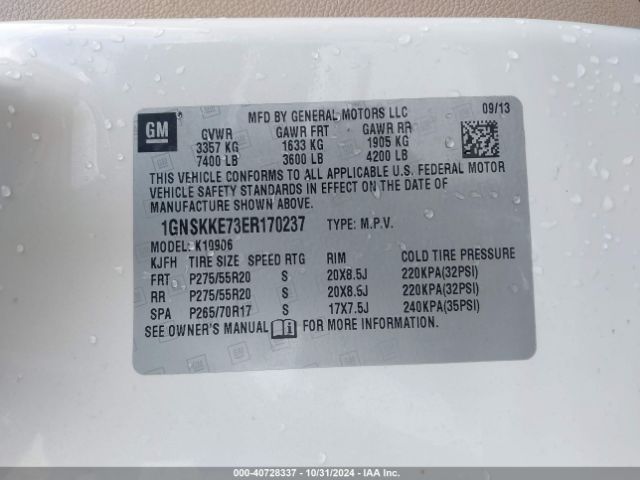 MFD BY GENERAL MOTORS LLC 09/13
GM GVWR GAWR FRT GAWR RR
3357 KG 1633 KG 1905 KG
7400 LB 3600 LB 4200 LB
THIS VEHICLE CONFORMS TO ALL APPLICABLE U.S. FEDERAL MOTOR
VEHICLE SAFETY STANDARDS IN EFFECT ON THE DATE OF
MANUFACTURE SHOWN ABOVE.
1GNSKKE73ER170237 TYPE: M.P.V.
MODEL: K10906
KJFH TIRE SIZE SPEED RTG RIM COLD TIRE PRESSURE
FRT P275/55R20 S 20X8.5J 220KPA(32PSI)
RR P275/55R20 S 20X8.5J 220KPA(32PSI)
SPA P265/70R17 S 17X7.5J 240KPA(35PSI)
SEE OWNER'S MANUAL FOR MORE INFORMATION.
000-40728337 - 10/31/2024 - IAAI.COM